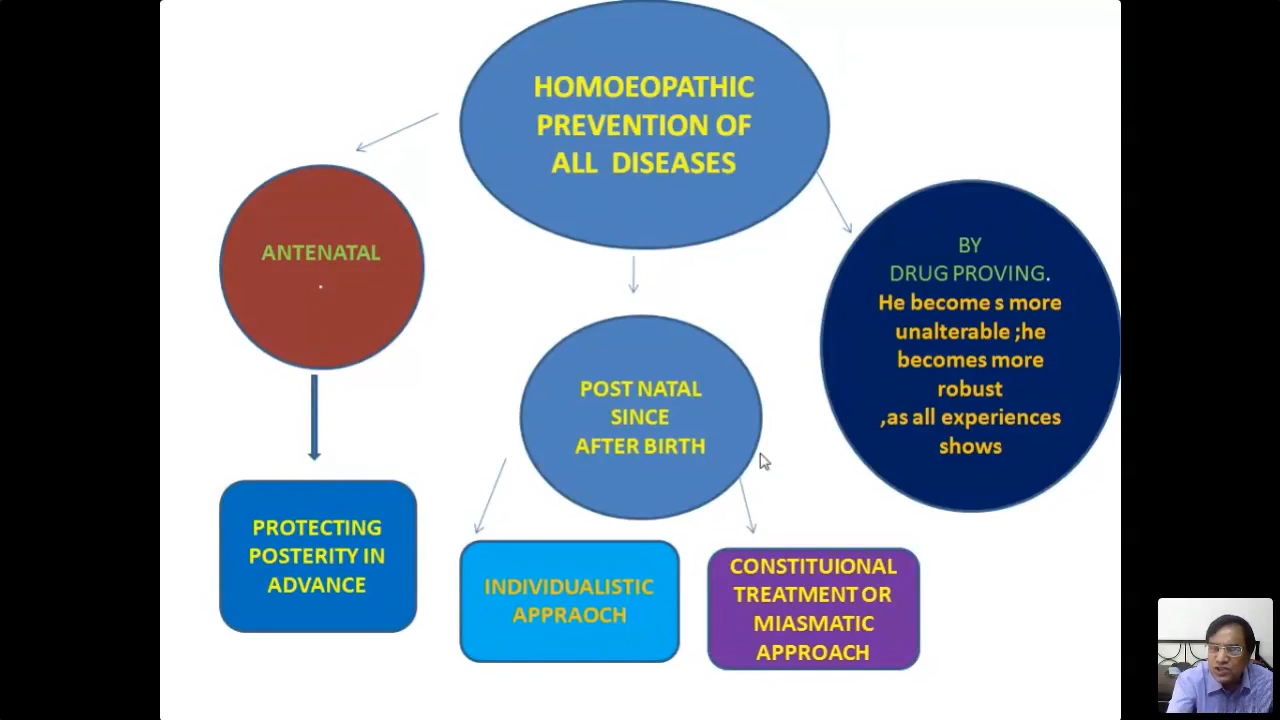 HOMOEOPATHIC
PREVENTION OF
ALL DISEASES
ANTENATAL
.
PROTECTING
POSTERITY IN
ADVANCE
POST NATAL
SINCE
AFTER BIRTH
INDIVIDUALISTIC
APPRAOCH
CONSTITUIONAL
TREATMENT OR
MIASMATIC
APPROACH
BY
DRUG PROVING.
He become s more
unalterable ;he
becomes more
robust
,as all experiences
shows